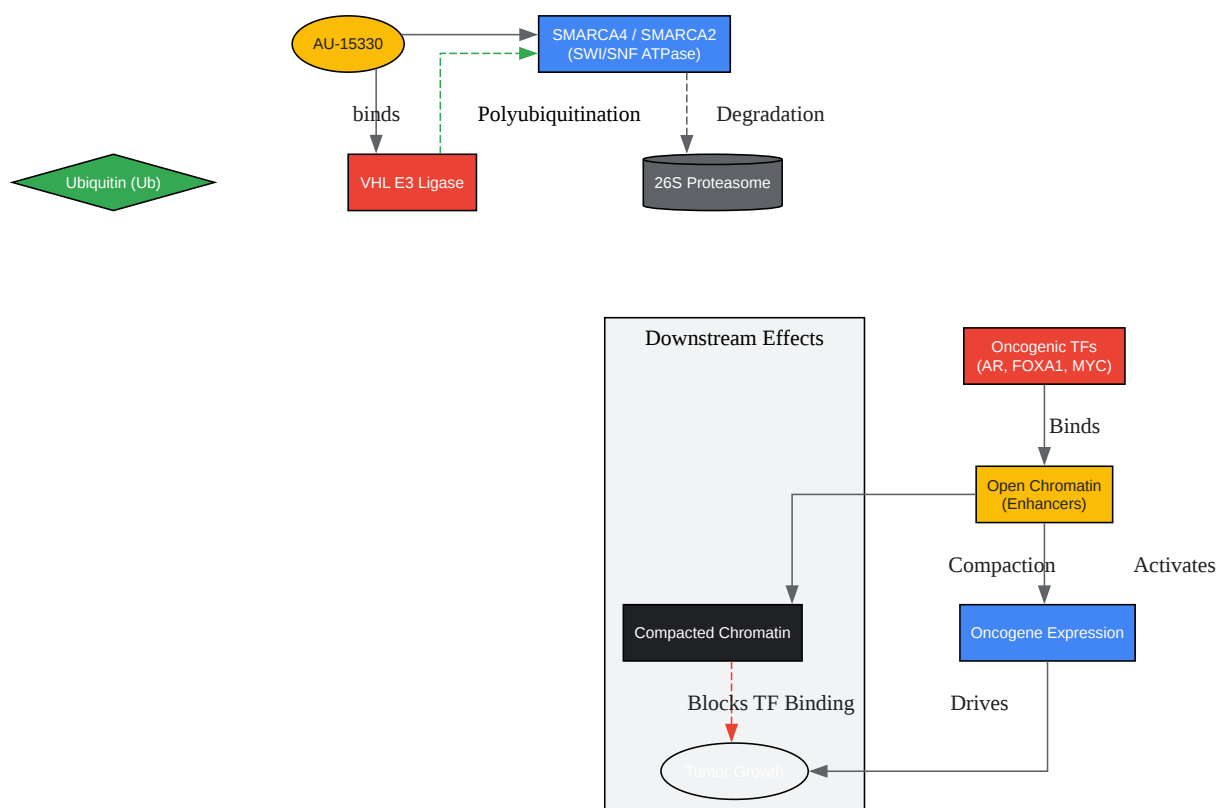 AU-15330
SMARCA4 / SMARCA2
(SWI/SNF ATPase)
binds
Polyubiquitination
Degradation
Ubiquitin (Ub)
VHL E3 Ligase
26S Proteasome
Downstream Effects
Oncogenic TFs
(AR, FOXA1, MYC)
Binds
Open Chromatin
(Enhancers)
Compaction
Activates
Compacted Chromatin
Oncogene Expression
Blocks TF Binding
Drives
Tumor Growth